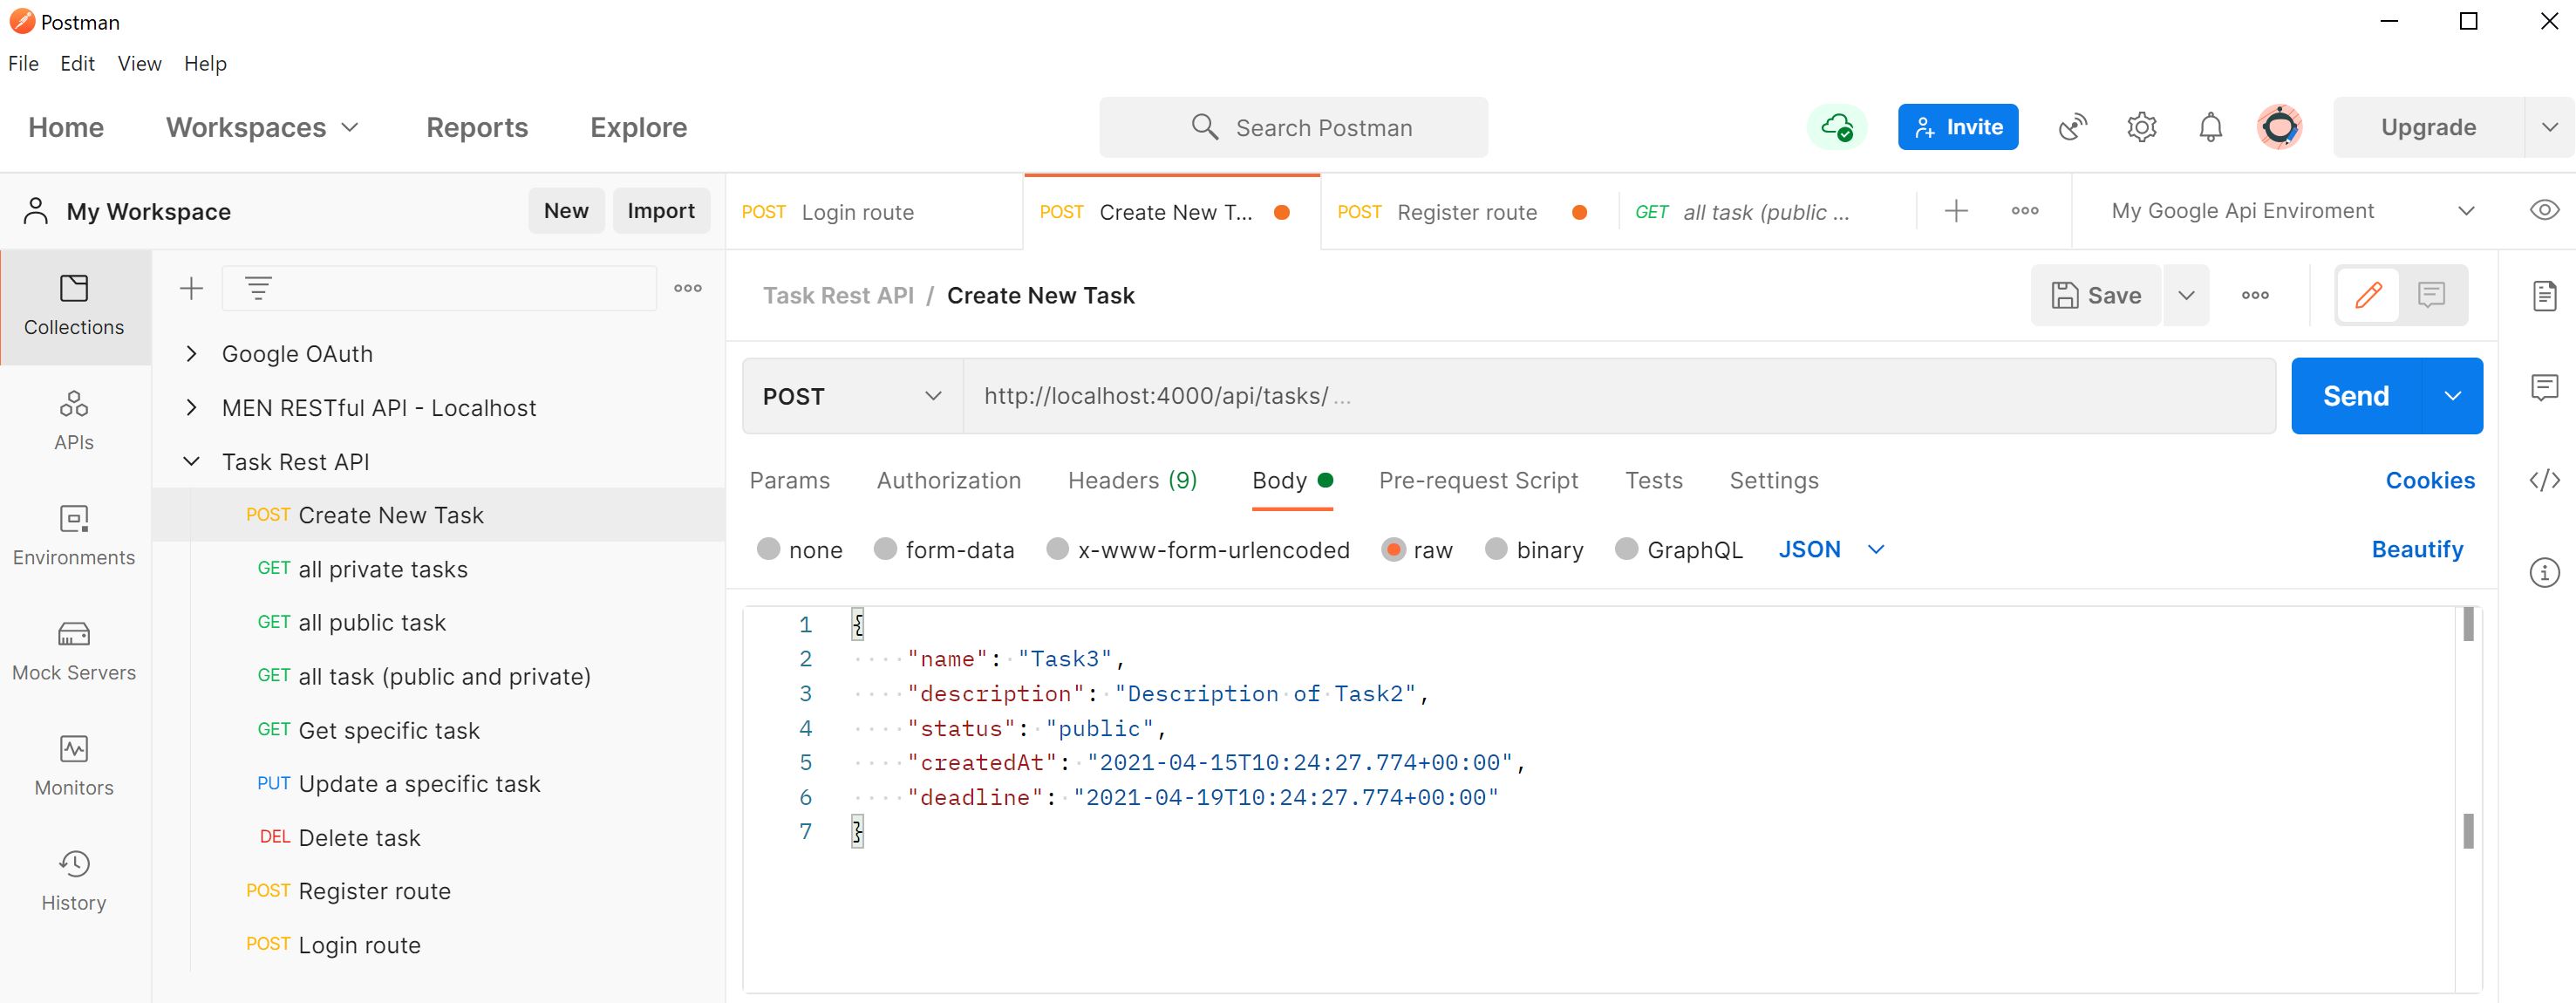 Postman
File Edit View Help
Home Workspaces Reports Explore Search Postman Invite Upgrade
My Workspace New Import
POST Login route POST Create New T... POST Register route GET all task (public ... My Google Api Enviroment
Collections
APIs
Environments
Mock Servers
Monitors
History
Google OAuth
MEN RESTful API - Localhost
Task Rest API
POST Create New Task
GET all private tasks
GET all public task
GET all task (public and private)
GET Get specific task
PUT Update a specific task
DEL Delete task
POST Register route
POST Login route
Task Rest API / Create New Task Save
POST http://localhost:4000/api/tasks/ ... Send
Params Authorization Headers (9) Body Pre-request Script Tests Settings Cookies
none form-data x-www-form-urlencoded raw binary GraphQL JSON Beautify
1 {
2 "name": "Task3",
3 "description": "Description of Task2",
4 "status": "public",
5 "createdAt": "2021-04-15T10:24:27.774+00:00",
6 "deadline": "2021-04-19T10:24:27.774+00:00"
7 }